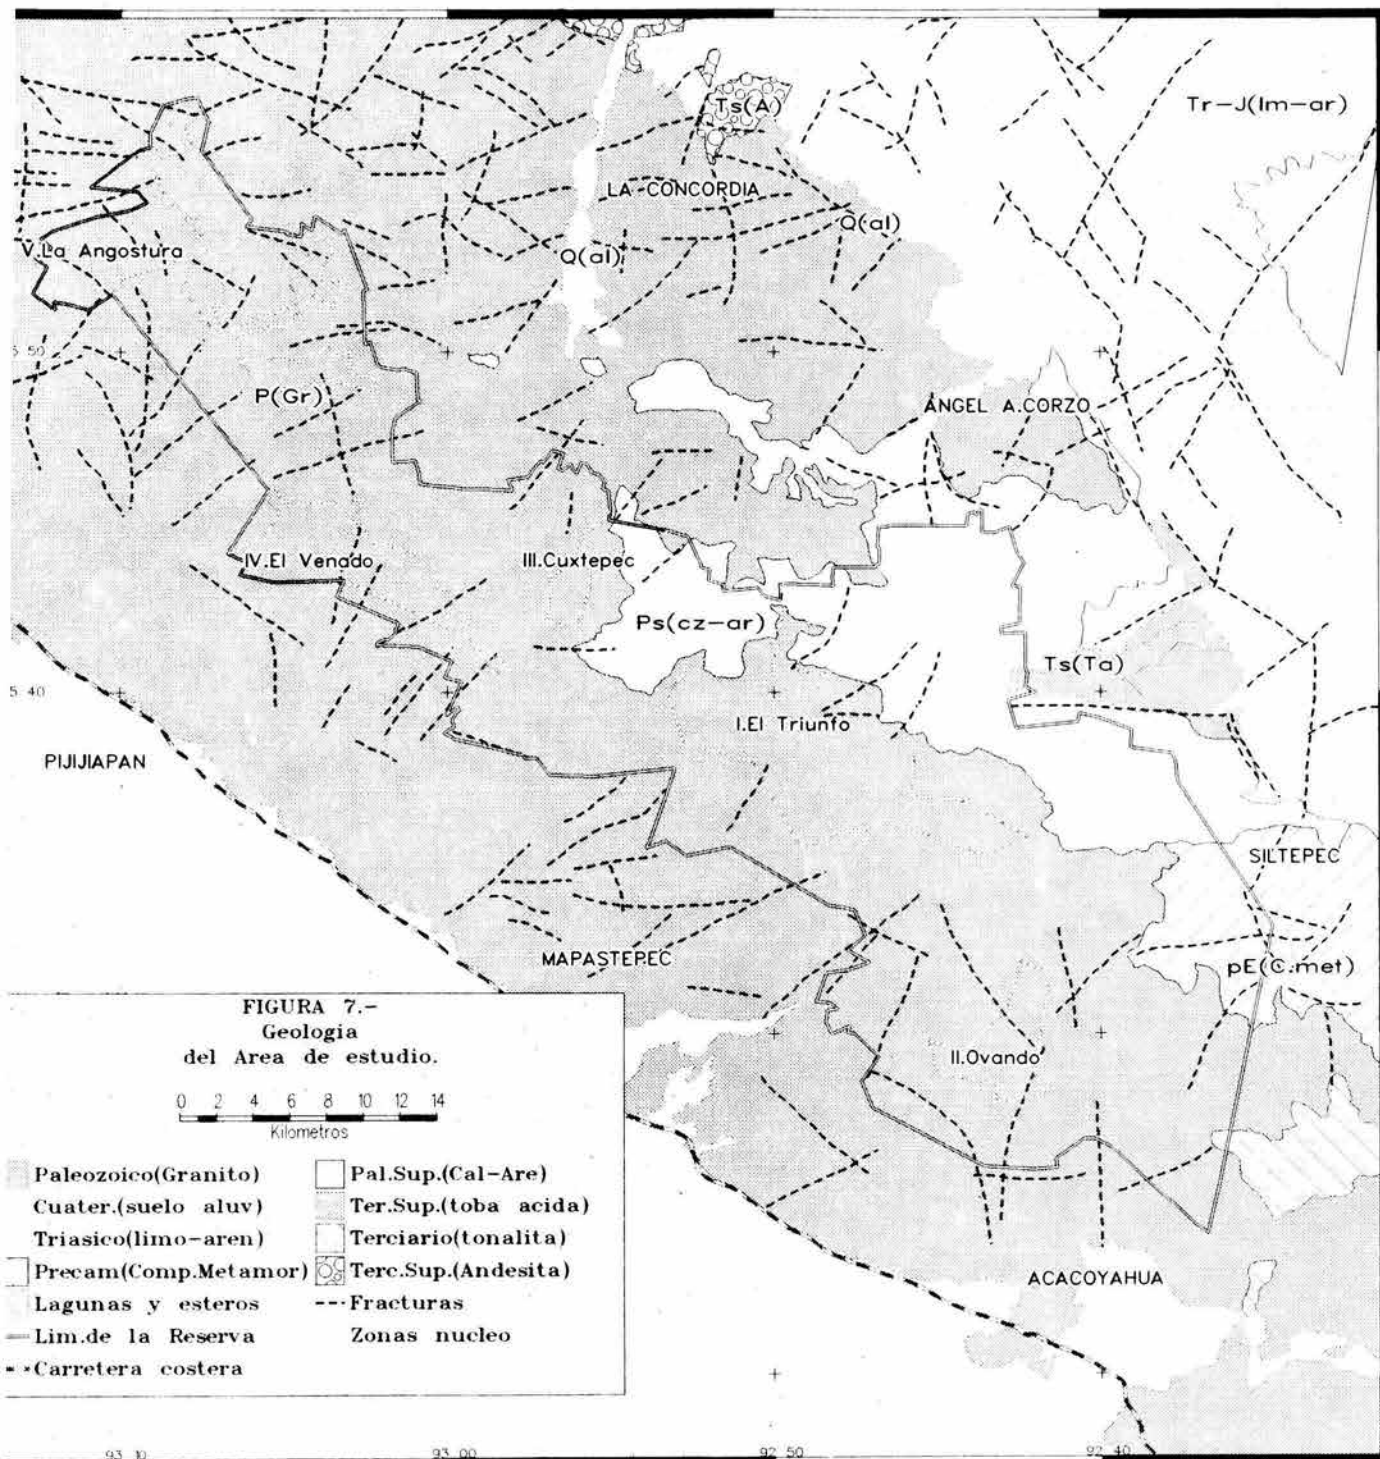 Ts(A)
Tr-J(lm-ar)
LA CONCORDIA
Q(al)
V.La Angostura
Q(al)
5 50
P(Gr)
ANGEL A.CORZO
IV.El Venado
III.Cuxtepec
Ps(cz-ar)
Ts(Ta)
5 40
I.El Triunfo
PIJIJIAPAN
SILTEPEC
MAPASTEPEC
pE(C.met)
FIGURA 7.-
Geologia
del Area de estudio.
II.Ovando
0 2 4 6 8 10 12 14
Kilometros
Paleozoico(Granito)
Pal.Sup.(Cal-Are)
Cuater.(suelo aluv)
Ter.Sup.(toba acida)
Triasico(limo-aren)
Terciario(tonalita)
Precam(Comp.Metamor)
Terc.Sup.(Andesita)
Lagunas y esteros
Fracturas
Lim.de la Reserva
Zonas nucleo
Carretera costera
ACACOYAHUA
93 10
93 00
92 50
92 40